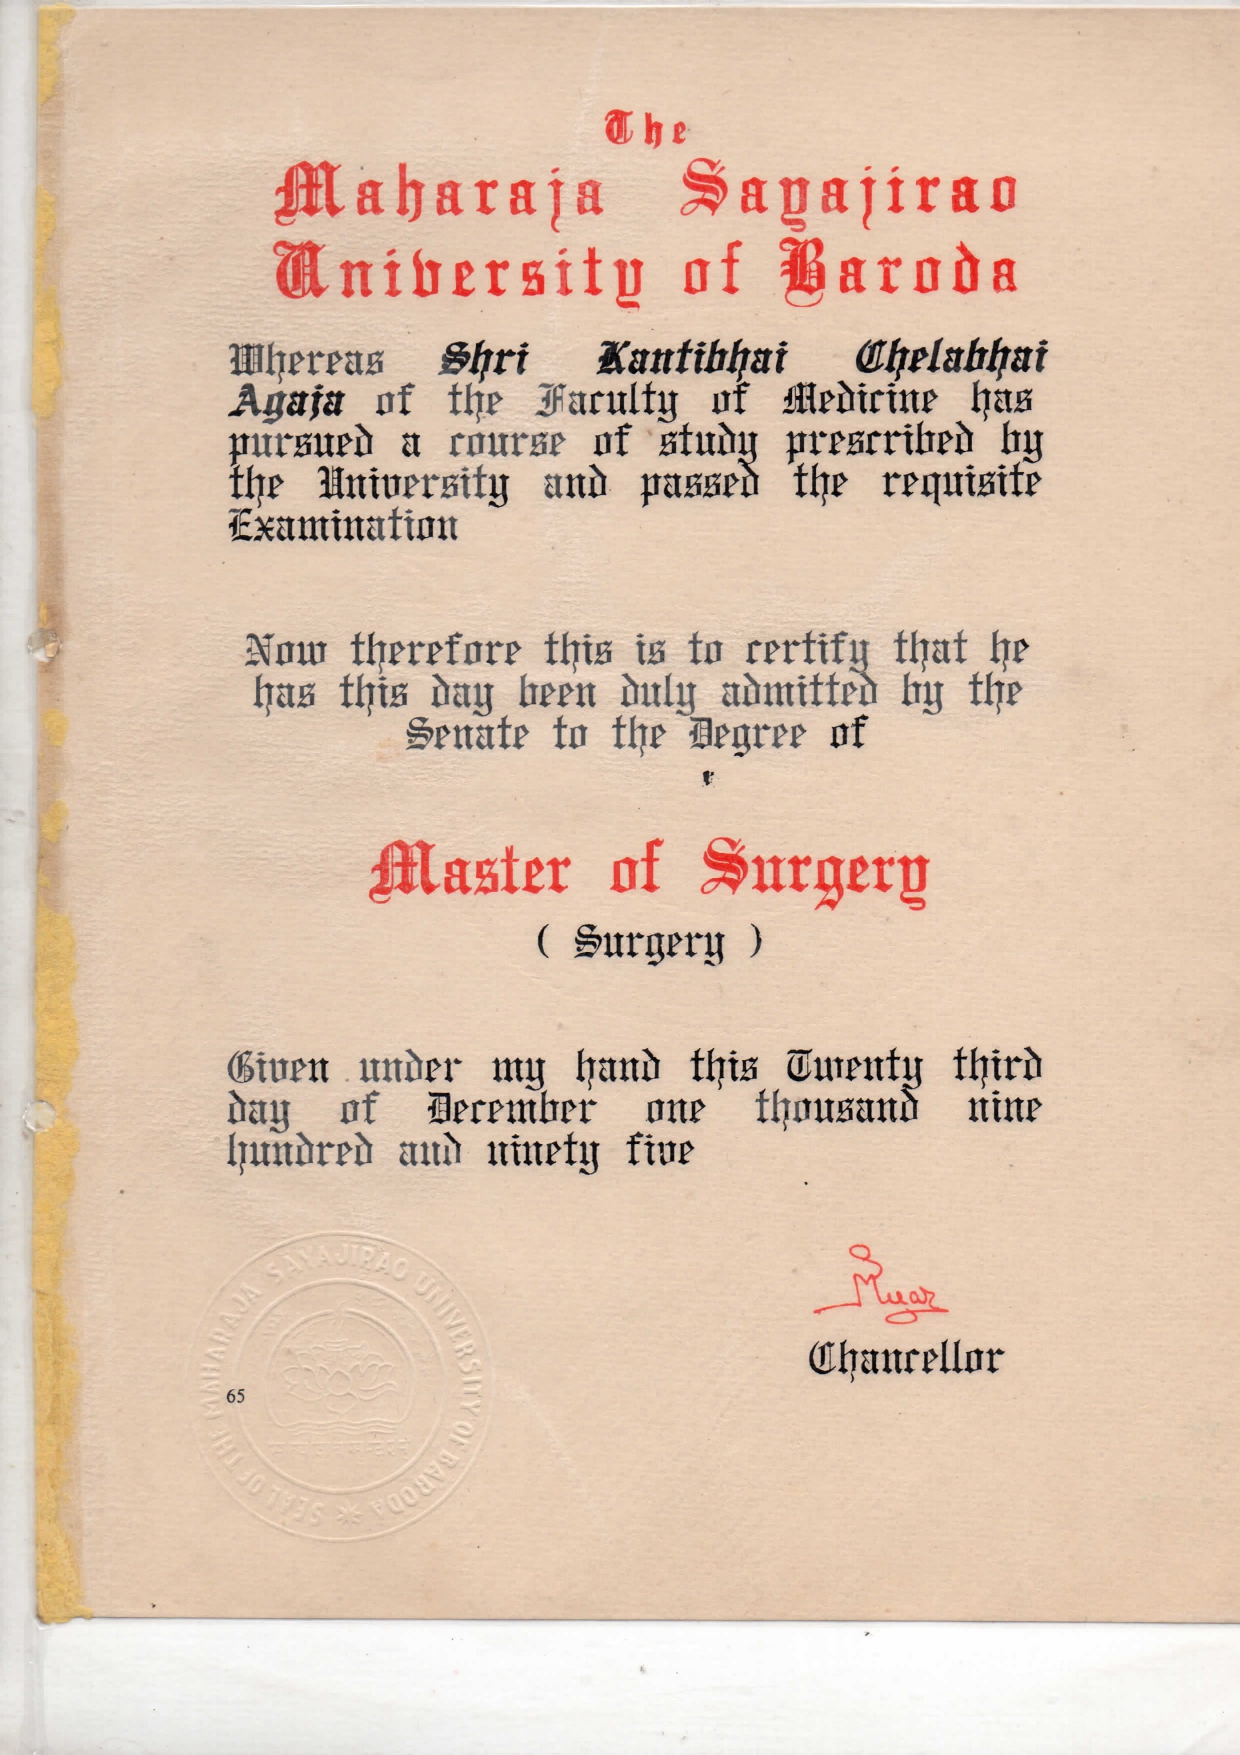 The
Maharaja Sayajirao
University of Baroda
Whereas Shri Kantibhai Chelabhai
Agaja of the Faculty of Medicine has
pursued a course of study prescribed by
the University and passed the requisite
Examination
Now therefore this is to certify that he
has this day been duly admitted by the
Senate to the Degree of
Master of Surgery
( Surgery )
Given under my hand this Twenty third
day of December one thousand nine
hundred and ninety five
Chancellor
65
SEAL OF THE MAHARAJA SAYAJIRAO UNIVERSITY OF BARODA